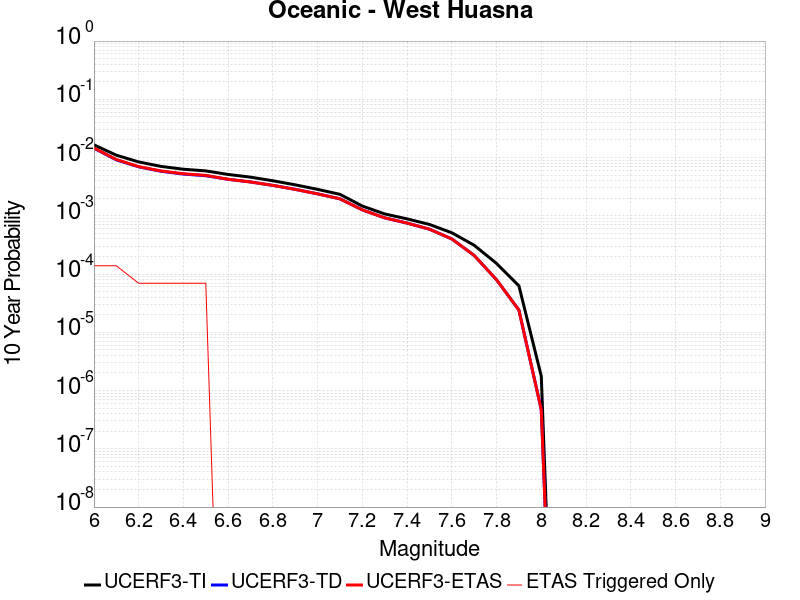 Oceanic - West Huasna
10^0
10^-1
10^-2
10^-3
10^-4
10^-5
10^-6
10^-7
10^-8
10 Year Probability
6 6.2 6.4 6.6 6.8 7 7.2 7.4 7.6 7.8 8 8.2 8.4 8.6 8.8 9
Magnitude
UCERF3-TI UCERF3-TD UCERF3-ETAS ETAS Triggered Only